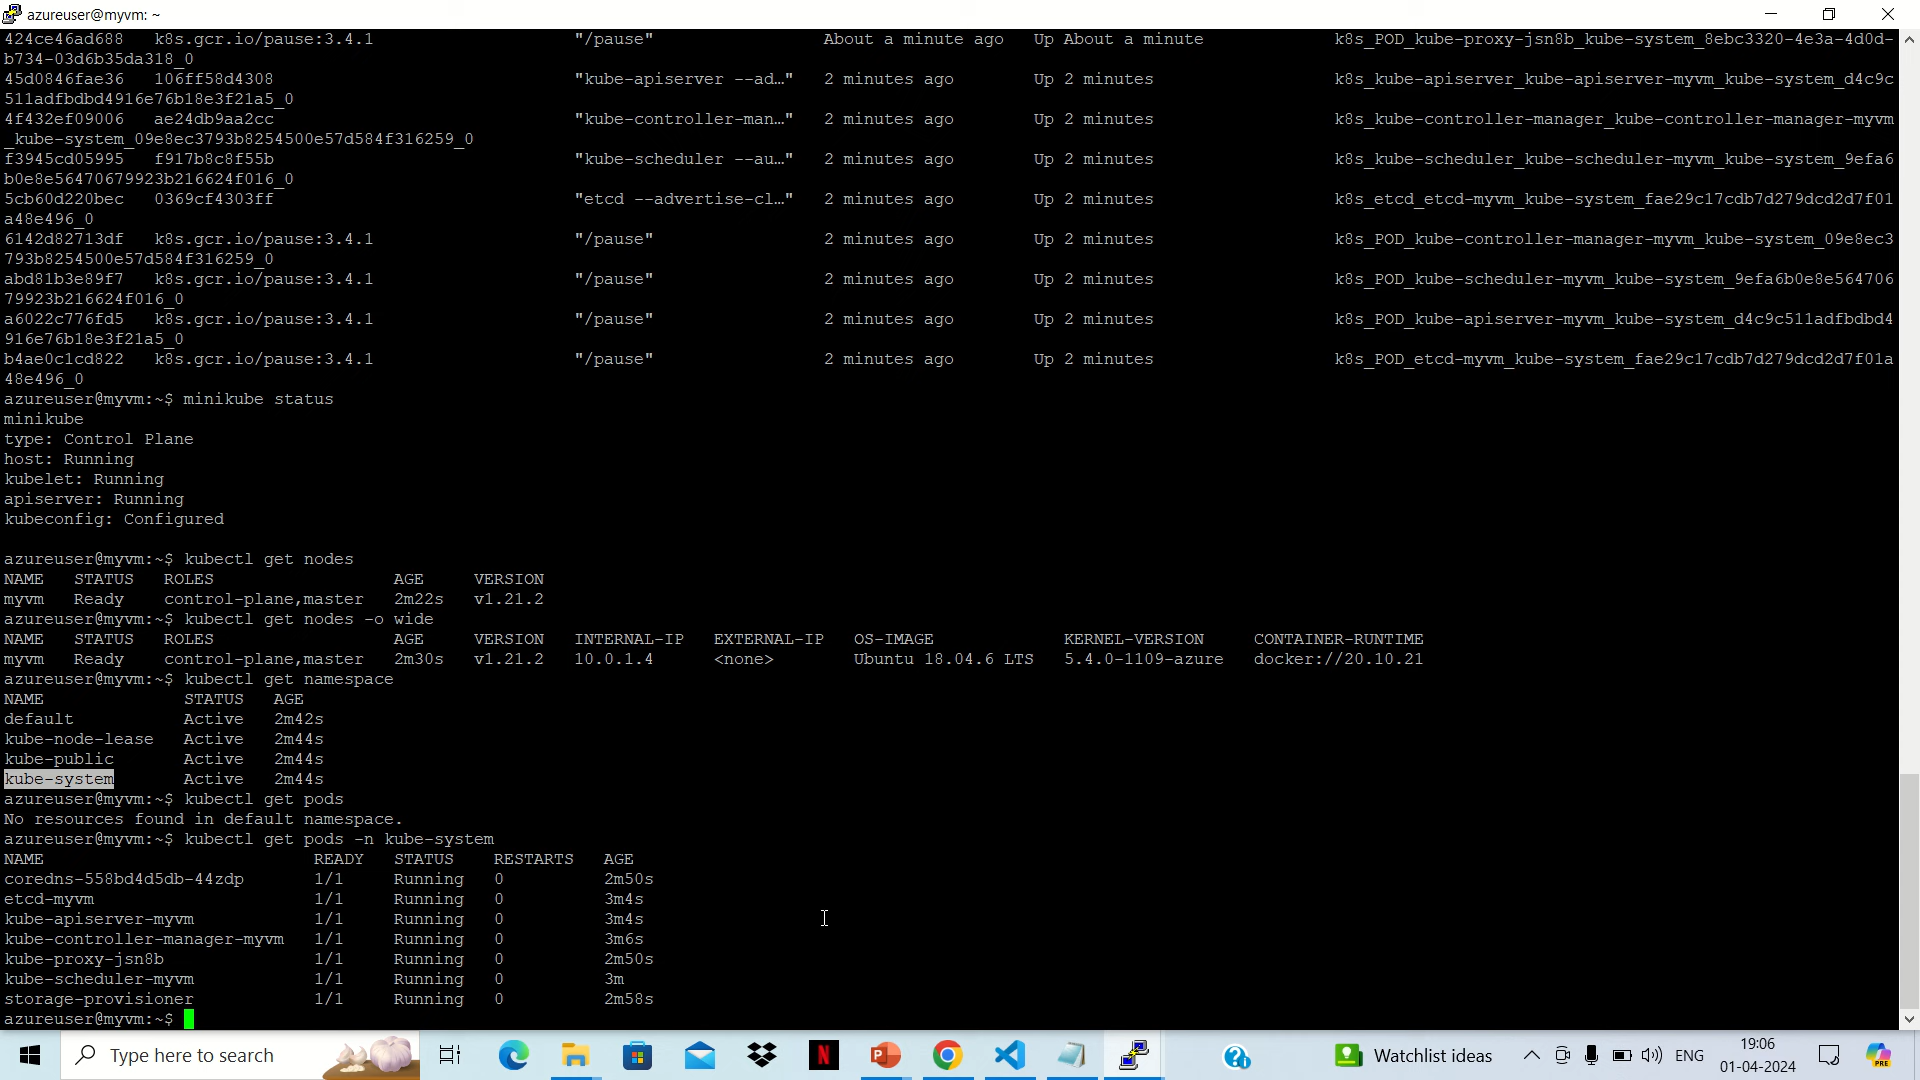 azureuser@myvm: ~
424ce46ad688   k8s.gcr.io/pause:3.4.1                    "/pause"                 About a minute ago   Up About a minute             k8s_POD_kube-proxy-jsn8b_kube-system_8ebc3320-4e3a-4d0d-
b734-03d6b35da318_0
45d0846fae36   106ff58d4308                              "kube-apiserver --ad…"   2 minutes ago        Up 2 minutes                  k8s_kube-apiserver_kube-apiserver-myvm_kube-system_d4c9c
511adfbdbd4916e76b18e3f21a5_0
4f432ef09006   ae24db9aa2cc                              "kube-controller-man…"   2 minutes ago        Up 2 minutes                  k8s_kube-controller-manager_kube-controller-manager-myvm
_kube-system_09e8ec3793b8254500e57d584f316259_0
f3945cd05995   f917b8c8f55b                              "kube-scheduler --au…"   2 minutes ago        Up 2 minutes                  k8s_kube-scheduler_kube-scheduler-myvm_kube-system_9efa6
b0e8e56470679923b216624f016_0
5cb60d220bec   0369cf4303ff                              "etcd --advertise-cl…"   2 minutes ago        Up 2 minutes                  k8s_etcd_etcd-myvm_kube-system_fae29c17cdb7d279dcd2d7f01
a48e496_0
6142d82713df   k8s.gcr.io/pause:3.4.1                    "/pause"                 2 minutes ago        Up 2 minutes                  k8s_POD_kube-controller-manager-myvm_kube-system_09e8ec3
793b8254500e57d584f316259_0
abd81b3e89f7   k8s.gcr.io/pause:3.4.1                    "/pause"                 2 minutes ago        Up 2 minutes                  k8s_POD_kube-scheduler-myvm_kube-system_9efa6b0e8e564706
79923b216624f016_0
a6022c776fd5   k8s.gcr.io/pause:3.4.1                    "/pause"                 2 minutes ago        Up 2 minutes                  k8s_POD_kube-apiserver-myvm_kube-system_d4c9c511adfbdbd4
916e76b18e3f21a5_0
b4ae0c1cd822   k8s.gcr.io/pause:3.4.1                    "/pause"                 2 minutes ago        Up 2 minutes                  k8s_POD_etcd-myvm_kube-system_fae29c17cdb7d279dcd2d7f01a
48e496_0
azureuser@myvm:~$ minikube status
minikube
type: Control Plane
host: Running
kubelet: Running
apiserver: Running
kubeconfig: Configured
azureuser@myvm:~$ kubectl get nodes
NAME   STATUS   ROLES                  AGE     VERSION
myvm   Ready    control-plane,master   2m22s   v1.21.2
azureuser@myvm:~$ kubectl get nodes -o wide
NAME   STATUS   ROLES                  AGE     VERSION   INTERNAL-IP   EXTERNAL-IP   OS-IMAGE             KERNEL-VERSION     CONTAINER-RUNTIME
myvm   Ready    control-plane,master   2m30s   v1.21.2   10.0.1.4      <none>        Ubuntu 18.04.6 LTS   5.4.0-1109-azure   docker://20.10.21
azureuser@myvm:~$ kubectl get namespace
NAME              STATUS   AGE
default           Active   2m42s
kube-node-lease   Active   2m44s
kube-public       Active   2m44s
kube-system       Active   2m44s
azureuser@myvm:~$ kubectl get pods
No resources found in default namespace.
azureuser@myvm:~$ kubectl get pods -n kube-system
NAME                           READY   STATUS    RESTARTS   AGE
coredns-558bd4d5db-44zdp       1/1     Running   0          2m50s
etcd-myvm                      1/1     Running   0          3m4s
kube-apiserver-myvm            1/1     Running   0          3m4s
kube-controller-manager-myvm   1/1     Running   0          3m6s
kube-proxy-jsn8b               1/1     Running   0          2m50s
kube-scheduler-myvm            1/1     Running   0          3m
storage-provisioner            1/1     Running   0          2m58s
azureuser@myvm:~$
Type here to search
N
P
Watchlist ideas
ENG
19:06
01-04-2024
PRE